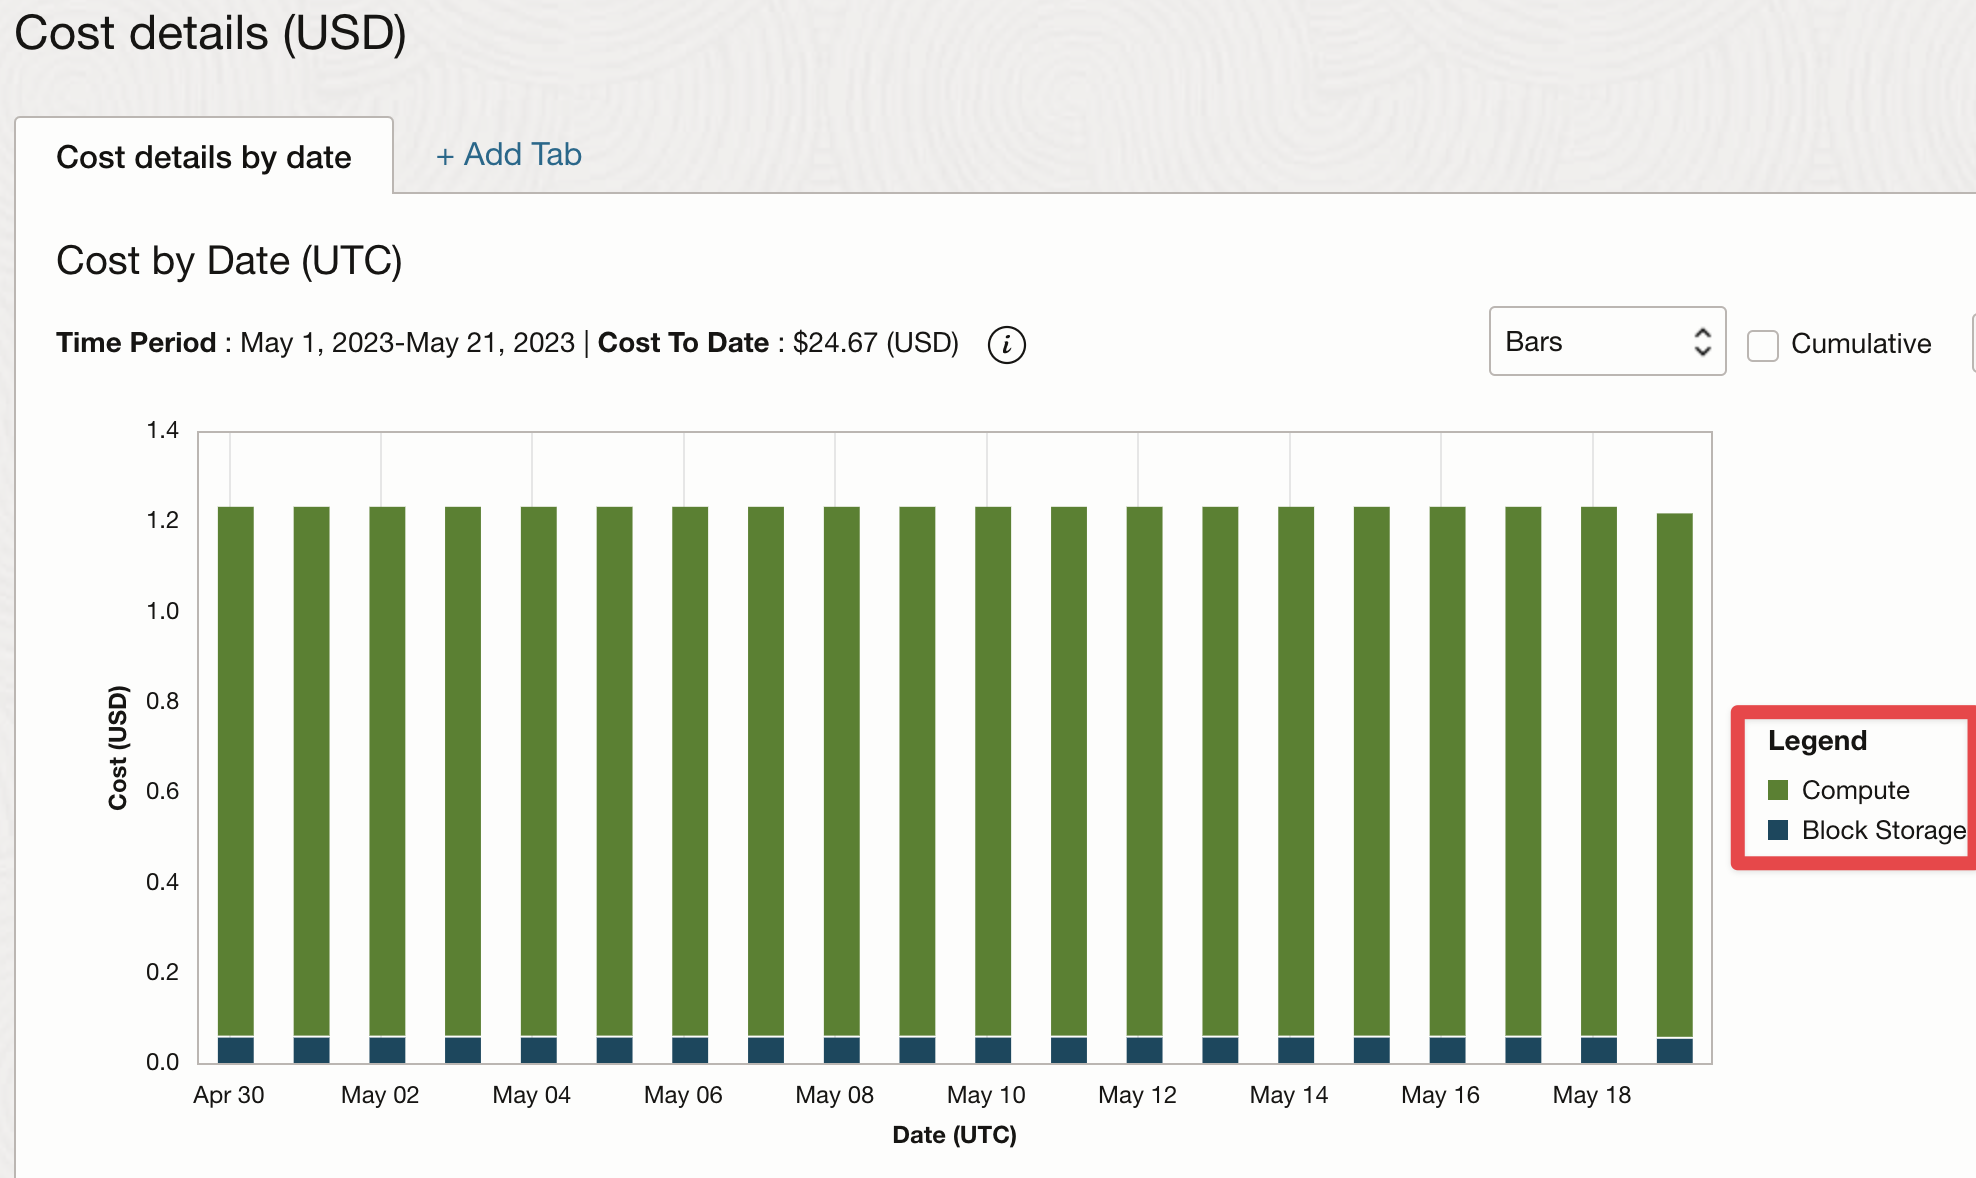 Cost details (USD)
Cost details by date
+ Add Tab
Cost by Date (UTC)
Time Period : May 1, 2023-May 21, 2023 | Cost To Date : $24.67 (USD) i
Bars
Cumulative
1.4
1.2
1.0
0.8
0.6
0.4
0.2
0.0
Cost (USD)
Apr 30 May 02 May 04 May 06 May 08 May 10 May 12 May 14 May 16 May 18
Date (UTC)
Legend
Compute
Block Storage